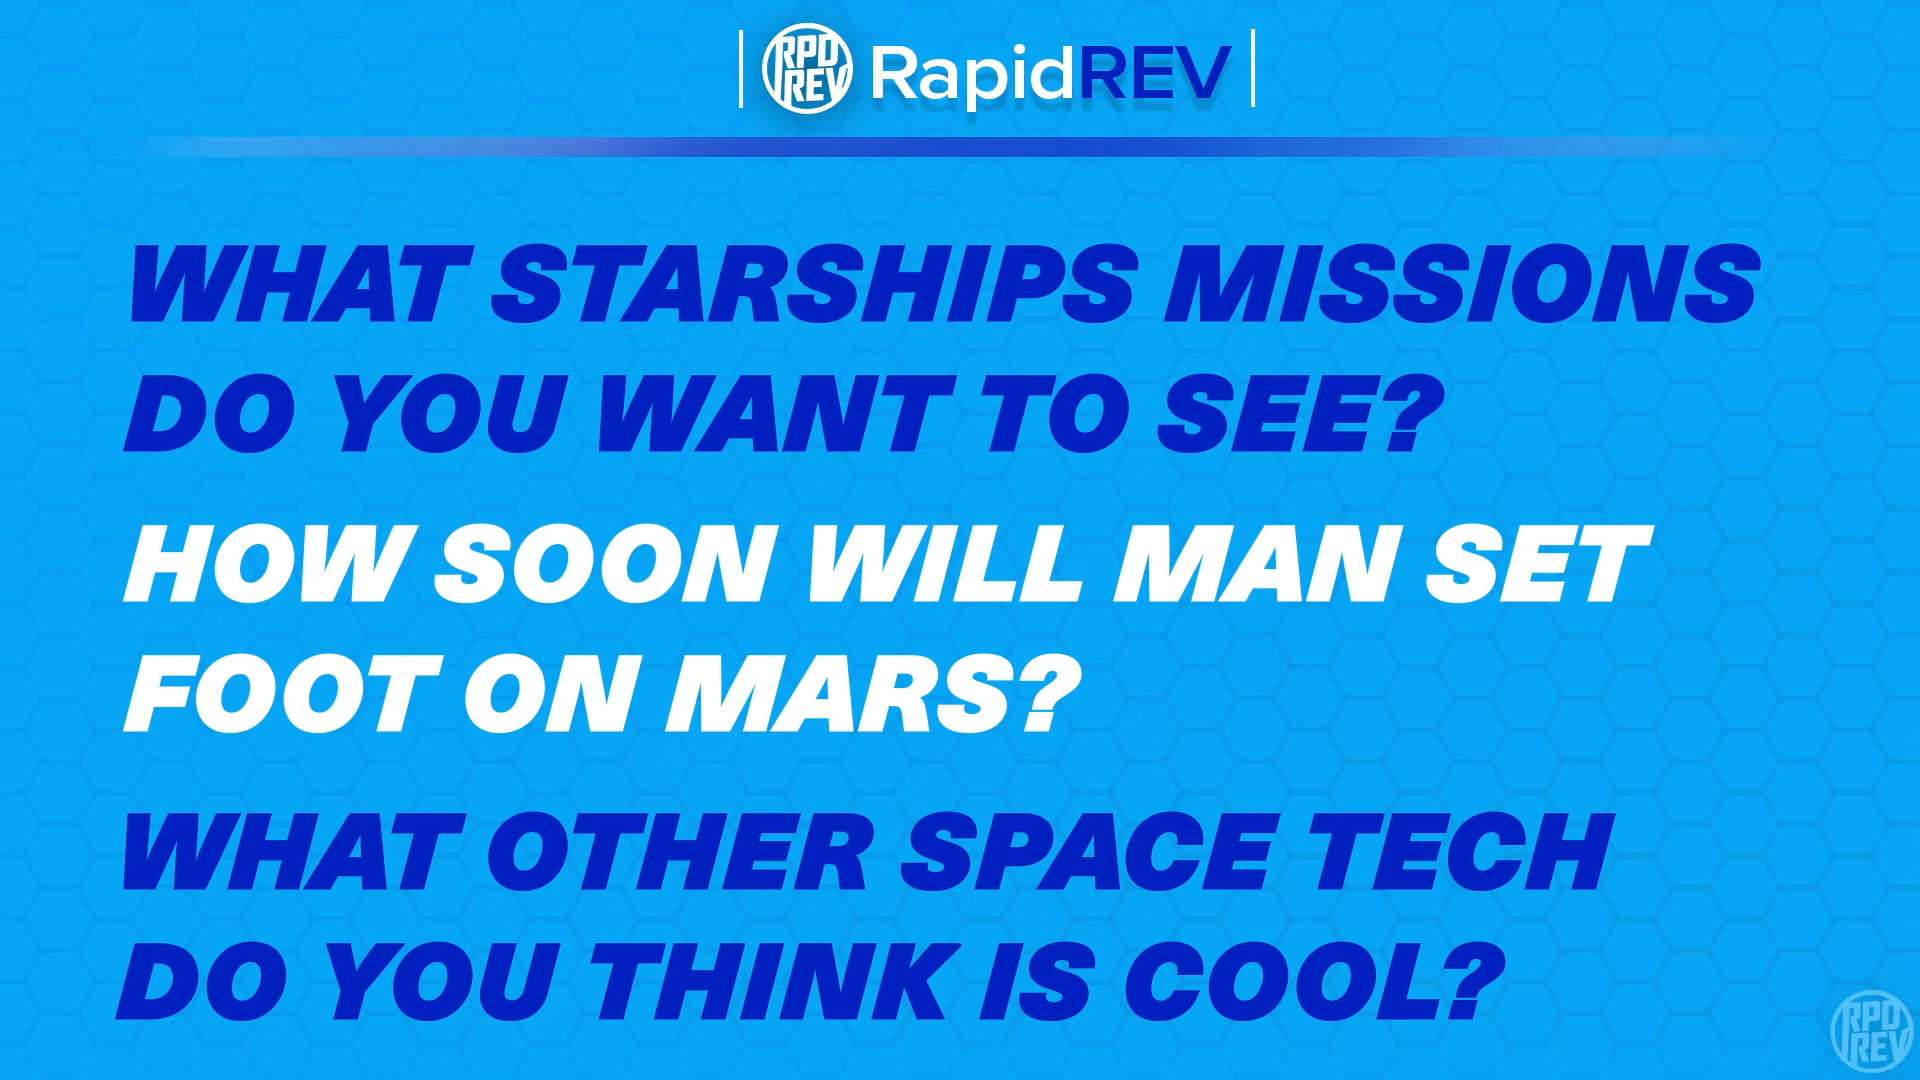 RPD REV RapidREV
WHAT STARSHIPS MISSIONS
DO YOU WANT TO SEE?
HOW SOON WILL MAN SET
FOOT ON MARS?
WHAT OTHER SPACE TECH
DO YOU THINK IS COOL?
RPD
REV